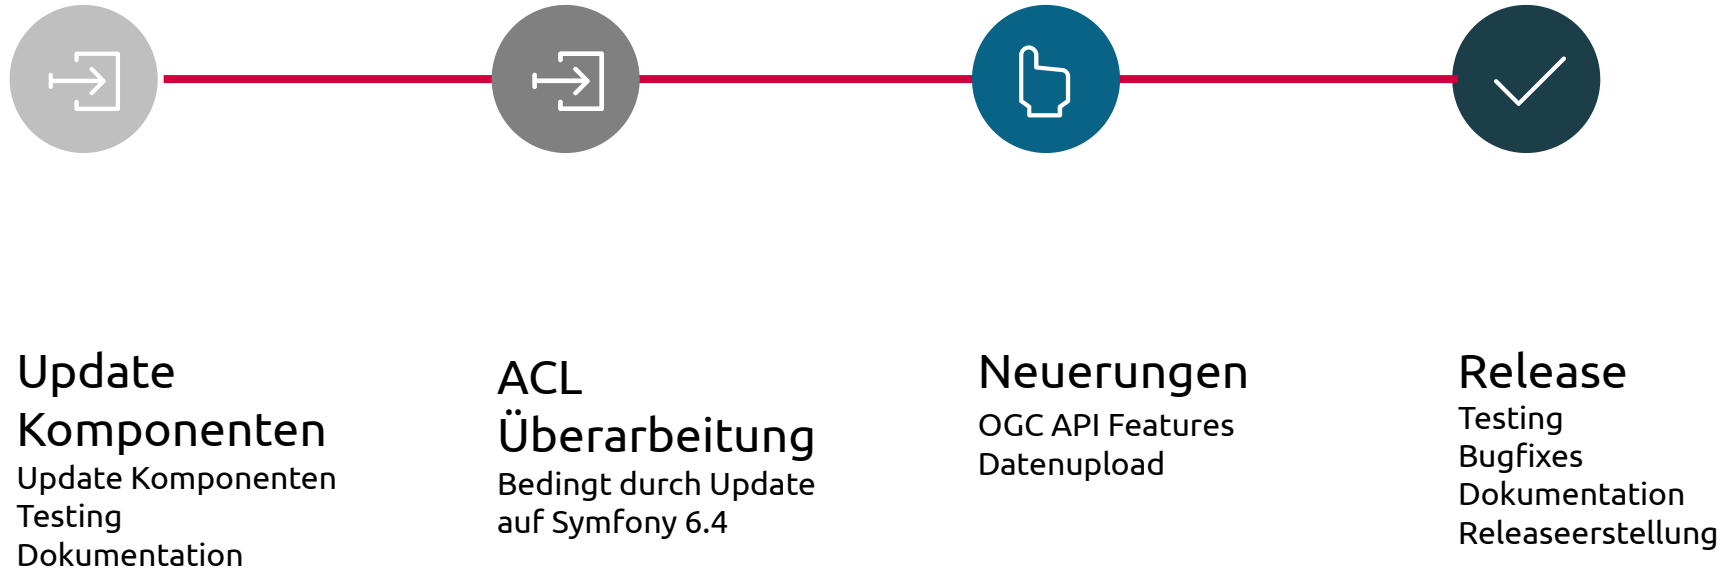 Update
Komponenten
Update Komponenten
Testing
Dokumentation
ACL
Überarbeitung
Bedingt durch Update
auf Symfony 6.4
Neuerungen
OGC API Features
Datenupload
Release
Testing
Bugfixes
Dokumentation
Releaseerstellung